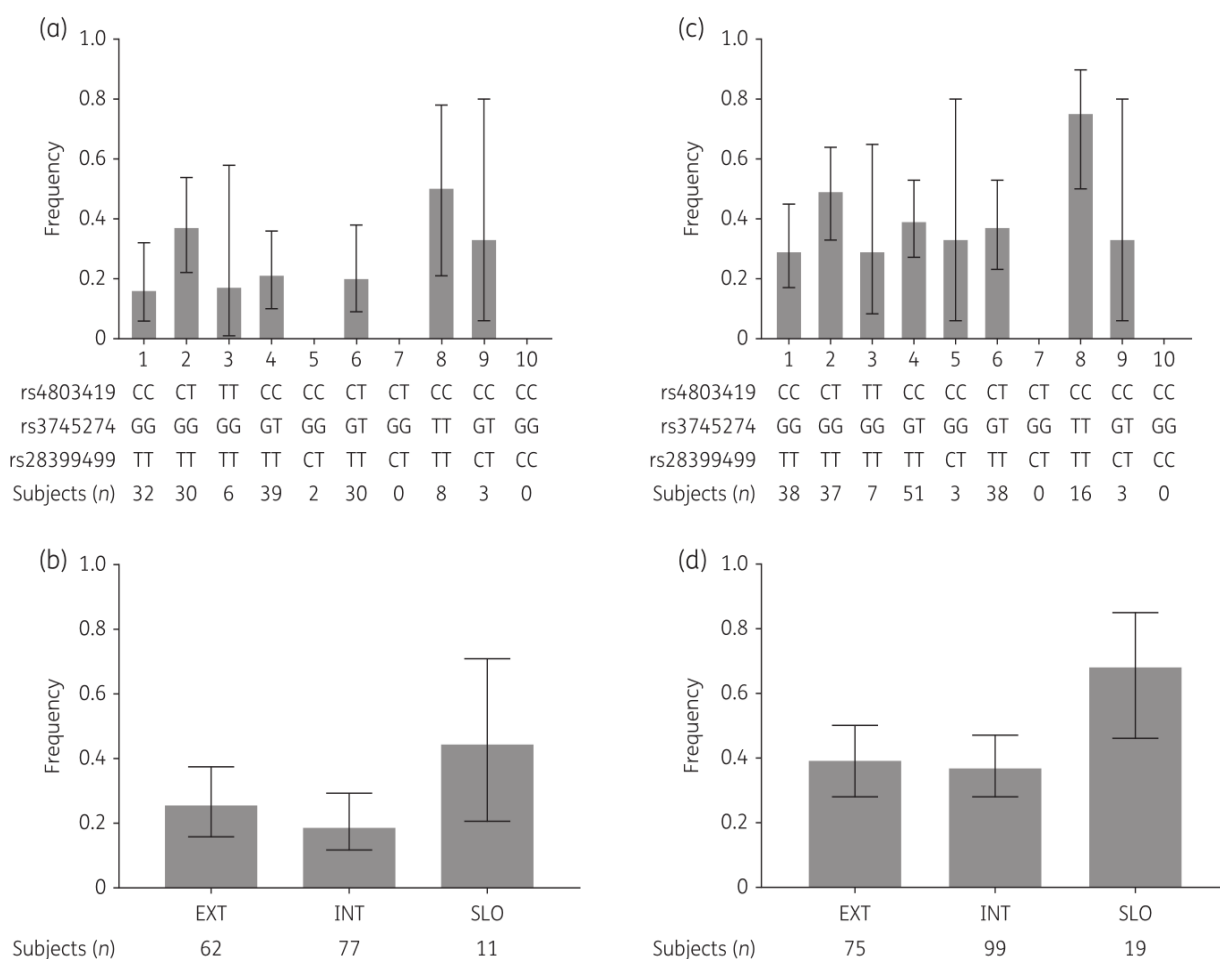 (a)
1.0
0.8
0.6
0.4
0.2
0
Frequency
1 2 3 4 5 6 7 8 9 10
rs4803419 CC CT TT CC CC CT CT CC CC CC
rs3745274 GG GG GG GT GG GT GG TT GT GG
rs28399499 TT TT TT TT CT TT CT TT CT CC
Subjects (n) 32 30 6 39 2 30 0 8 3 0
(c)
1.0
0.8
0.6
0.4
0.2
0
Frequency
1 2 3 4 5 6 7 8 9 10
rs4803419 CC CT TT CC CC CT CT CC CC CC
rs3745274 GG GG GG GT GG GT GG TT GT GG
rs28399499 TT TT TT TT CT TT CT TT CT CC
Subjects (n) 38 37 7 51 3 38 0 16 3 0
(b)
1.0
0.8
0.6
0.4
0.2
0
Frequency
EXT INT SLO
Subjects (n) 62 77 11
(d)
1.0
0.8
0.6
0.4
0.2
0
Frequency
EXT INT SLO
Subjects (n) 75 99 19